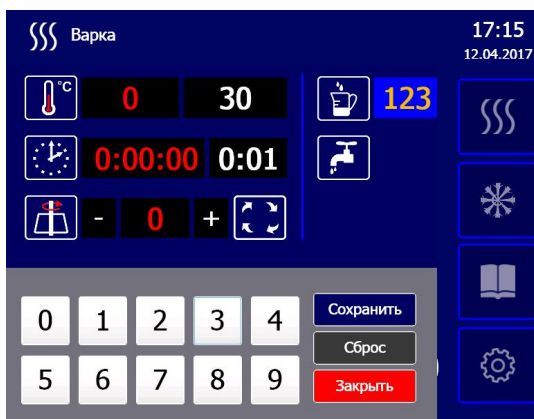 Варка
17:15
12.04.2017
°C
0
30
123
0:00:00
0:01
-
0
+
0 1 2 3 4
5 6 7 8 9
Сохранить
Сброс
Закрыть